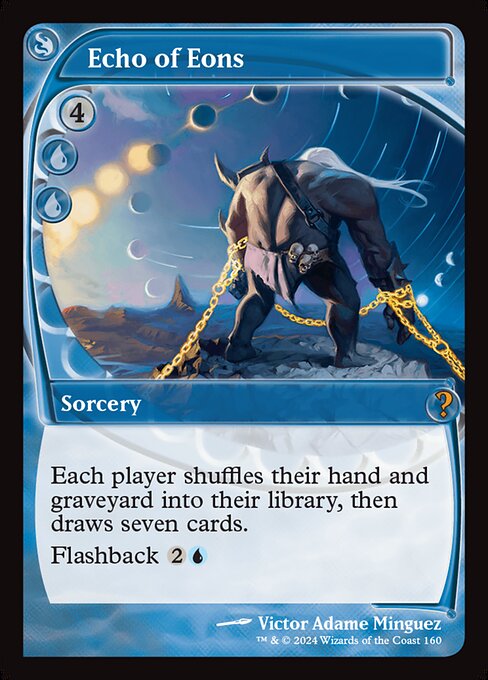 Echo of Eons
4
Sorcery
?
Each player shuffles their hand and
graveyard into their library, then
draws seven cards.
Flashback 2
Victor Adame Minguez
™ & © 2024 Wizards of the Coast 160